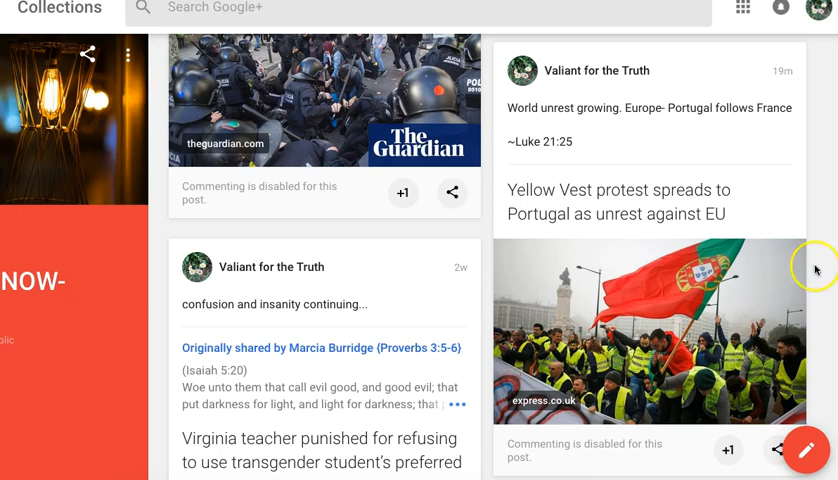 Collections
Search Google+
NOW-
olic
POL
theguardian.com
The
Guardian
Commenting is disabled for this
post.
+1
Valiant for the Truth
2w
confusion and insanity continuing...
Originally shared by Marcia Burridge {Proverbs 3:5-6}
(Isaiah 5:20)
Woe unto them that call evil good, and good evil; that
put darkness for light, and light for darkness; that
Virginia teacher punished for refusing
to use transgender student's preferred
Valiant for the Truth
19m
World unrest growing. Europe- Portugal follows France
~Luke 21:25
Yellow Vest protest spreads to
Portugal as unrest against EU
express.co.uk
Commenting is disabled for this
post.
+1